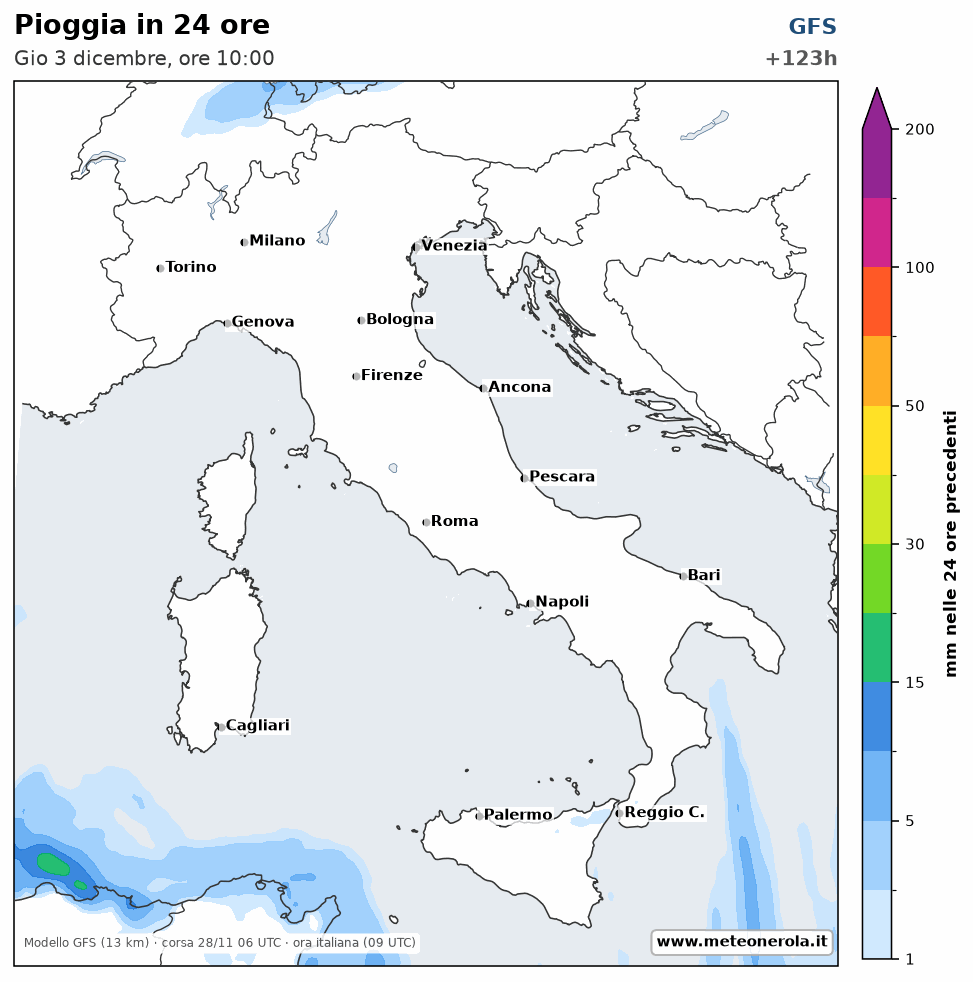 Pioggia in 24 ore
GFS
Gio 3 dicembre, ore 10:00
+123h
200
Milano
Venezia
Torino
100
Genova
Bologna
Firenze
Ancona
50
Pescara
Roma
30
Bari
Napoli
mm nelle 24 ore precedenti
15
Cagliari
Palermo
Reggio C.
5
Modello GFS (13 km) · corsa 28/11 06 UTC · ora italiana (09 UTC)
www.meteonerola.it
1